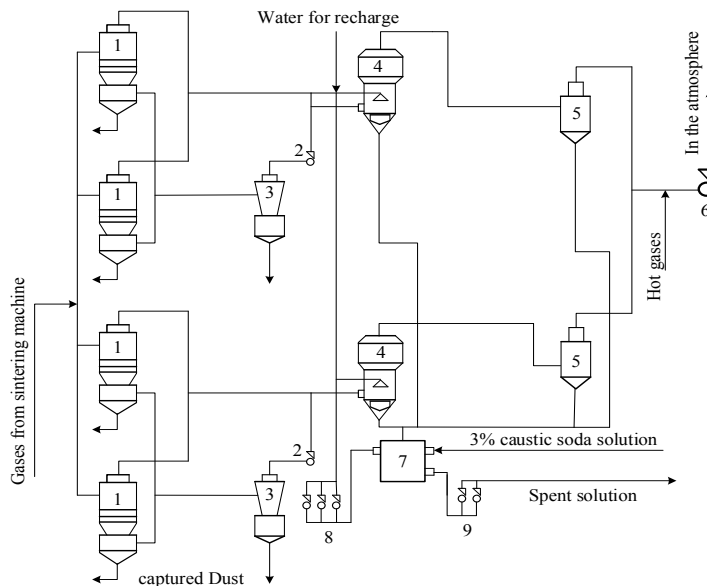 Water for recharge
1
4
5
In the atmosphere
2
1
3
6
Hot gases
Gases from sintering machine
1
4
5
3% caustic soda solution
2
7
1
3
Spent solution
8
9
captured Dust